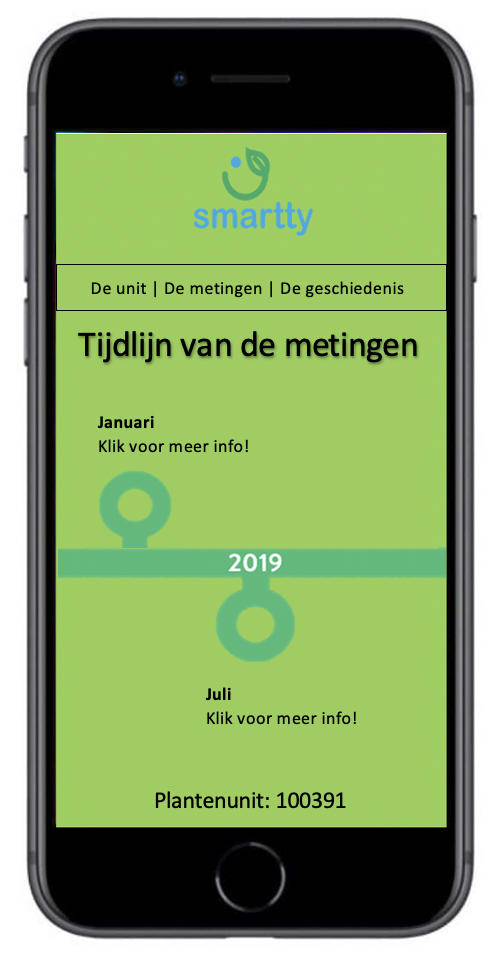 smartty
De unit | De metingen | De geschiedenis
Tijdlijn van de metingen
Januari
Klik voor meer info!
2019
Juli
Klik voor meer info!
Plantenunit: 100391